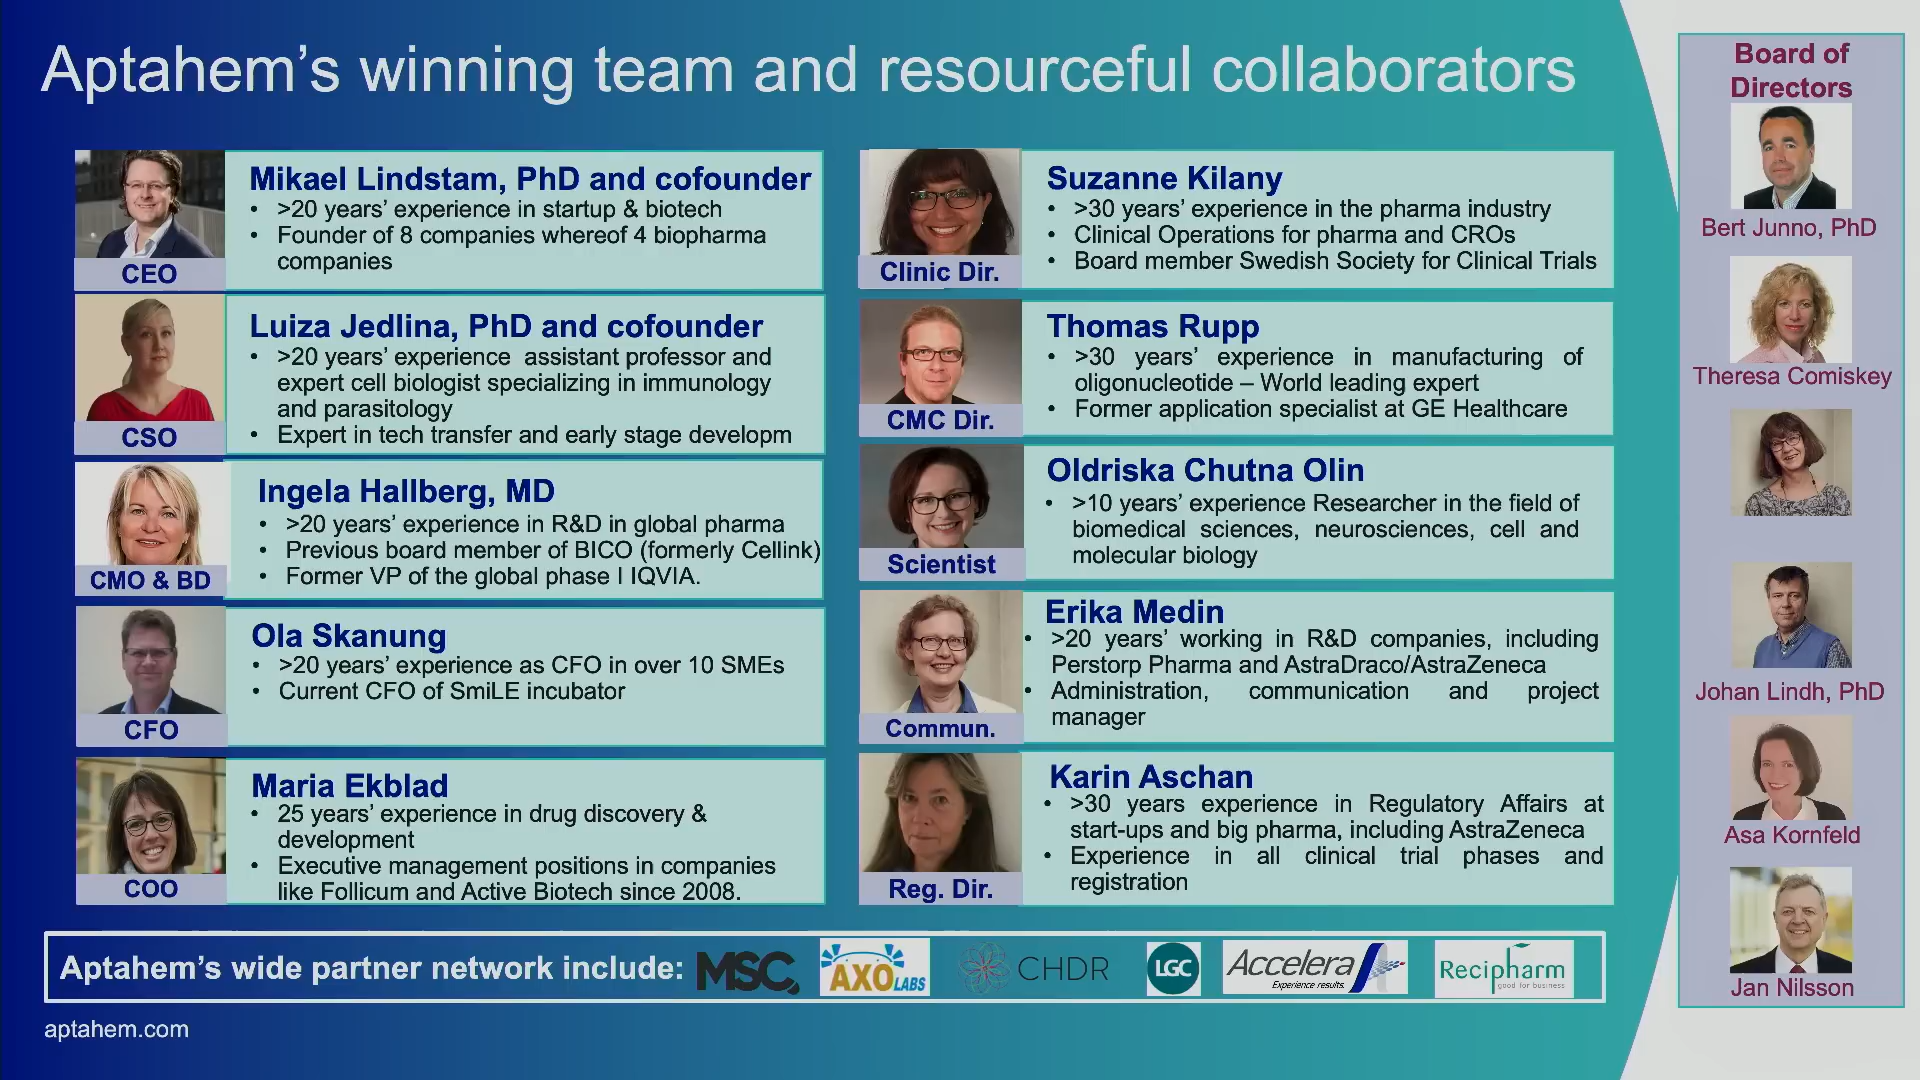 Aptahem’s winning team and resourceful collaborators
Mikael Lindstam, PhD and cofounder
• >20 years’ experience in startup & biotech
• Founder of 8 companies whereof 4 biopharma
companies
CEO
Luiza Jedlina, PhD and cofounder
• >20 years’ experience assistant professor and
expert cell biologist specializing in immunology
and parasitology
• Expert in tech transfer and early stage developm
CSO
Ingela Hallberg, MD
• >20 years’ experience in R&D in global pharma
• Previous board member of BICO (formerly Cellink)
• Former VP of the global phase I IQVIA.
CMO & BD
Ola Skanung
• >20 years’ experience as CFO in over 10 SMEs
• Current CFO of SmiLE incubator
CFO
Maria Ekblad
• 25 years’ experience in drug discovery &
development
• Executive management positions in companies
like Follicum and Active Biotech since 2008.
COO
Suzanne Kilany
• >30 years’ experience in the pharma industry
• Clinical Operations for pharma and CROs
• Board member Swedish Society for Clinical Trials
Clinic Dir.
Thomas Rupp
• >30 years’ experience in manufacturing of
oligonucleotide – World leading expert
• Former application specialist at GE Healthcare
CMC Dir.
Oldriska Chutna Olin
• >10 years’ experience Researcher in the field of
biomedical sciences, neurosciences, cell and
molecular biology
Scientist
Erika Medin
• >20 years’ working in R&D companies, including
Perstorp Pharma and AstraDraco/AstraZeneca
• Administration, communication and project
manager
Commun.
Karin Aschan
• >30 years experience in Regulatory Affairs at
start-ups and big pharma, including AstraZeneca
• Experience in all clinical trial phases and
registration
Reg. Dir.
Board of
Directors
Bert Junno, PhD
Theresa Comiskey
Johan Lindh, PhD
Asa Kornfeld
Jan Nilsson
Aptahem’s wide partner network include:
MSC
AXO LABS
CHDR
LGC
Accelera
Experience results.
Recipharm
good for business
aptahem.com